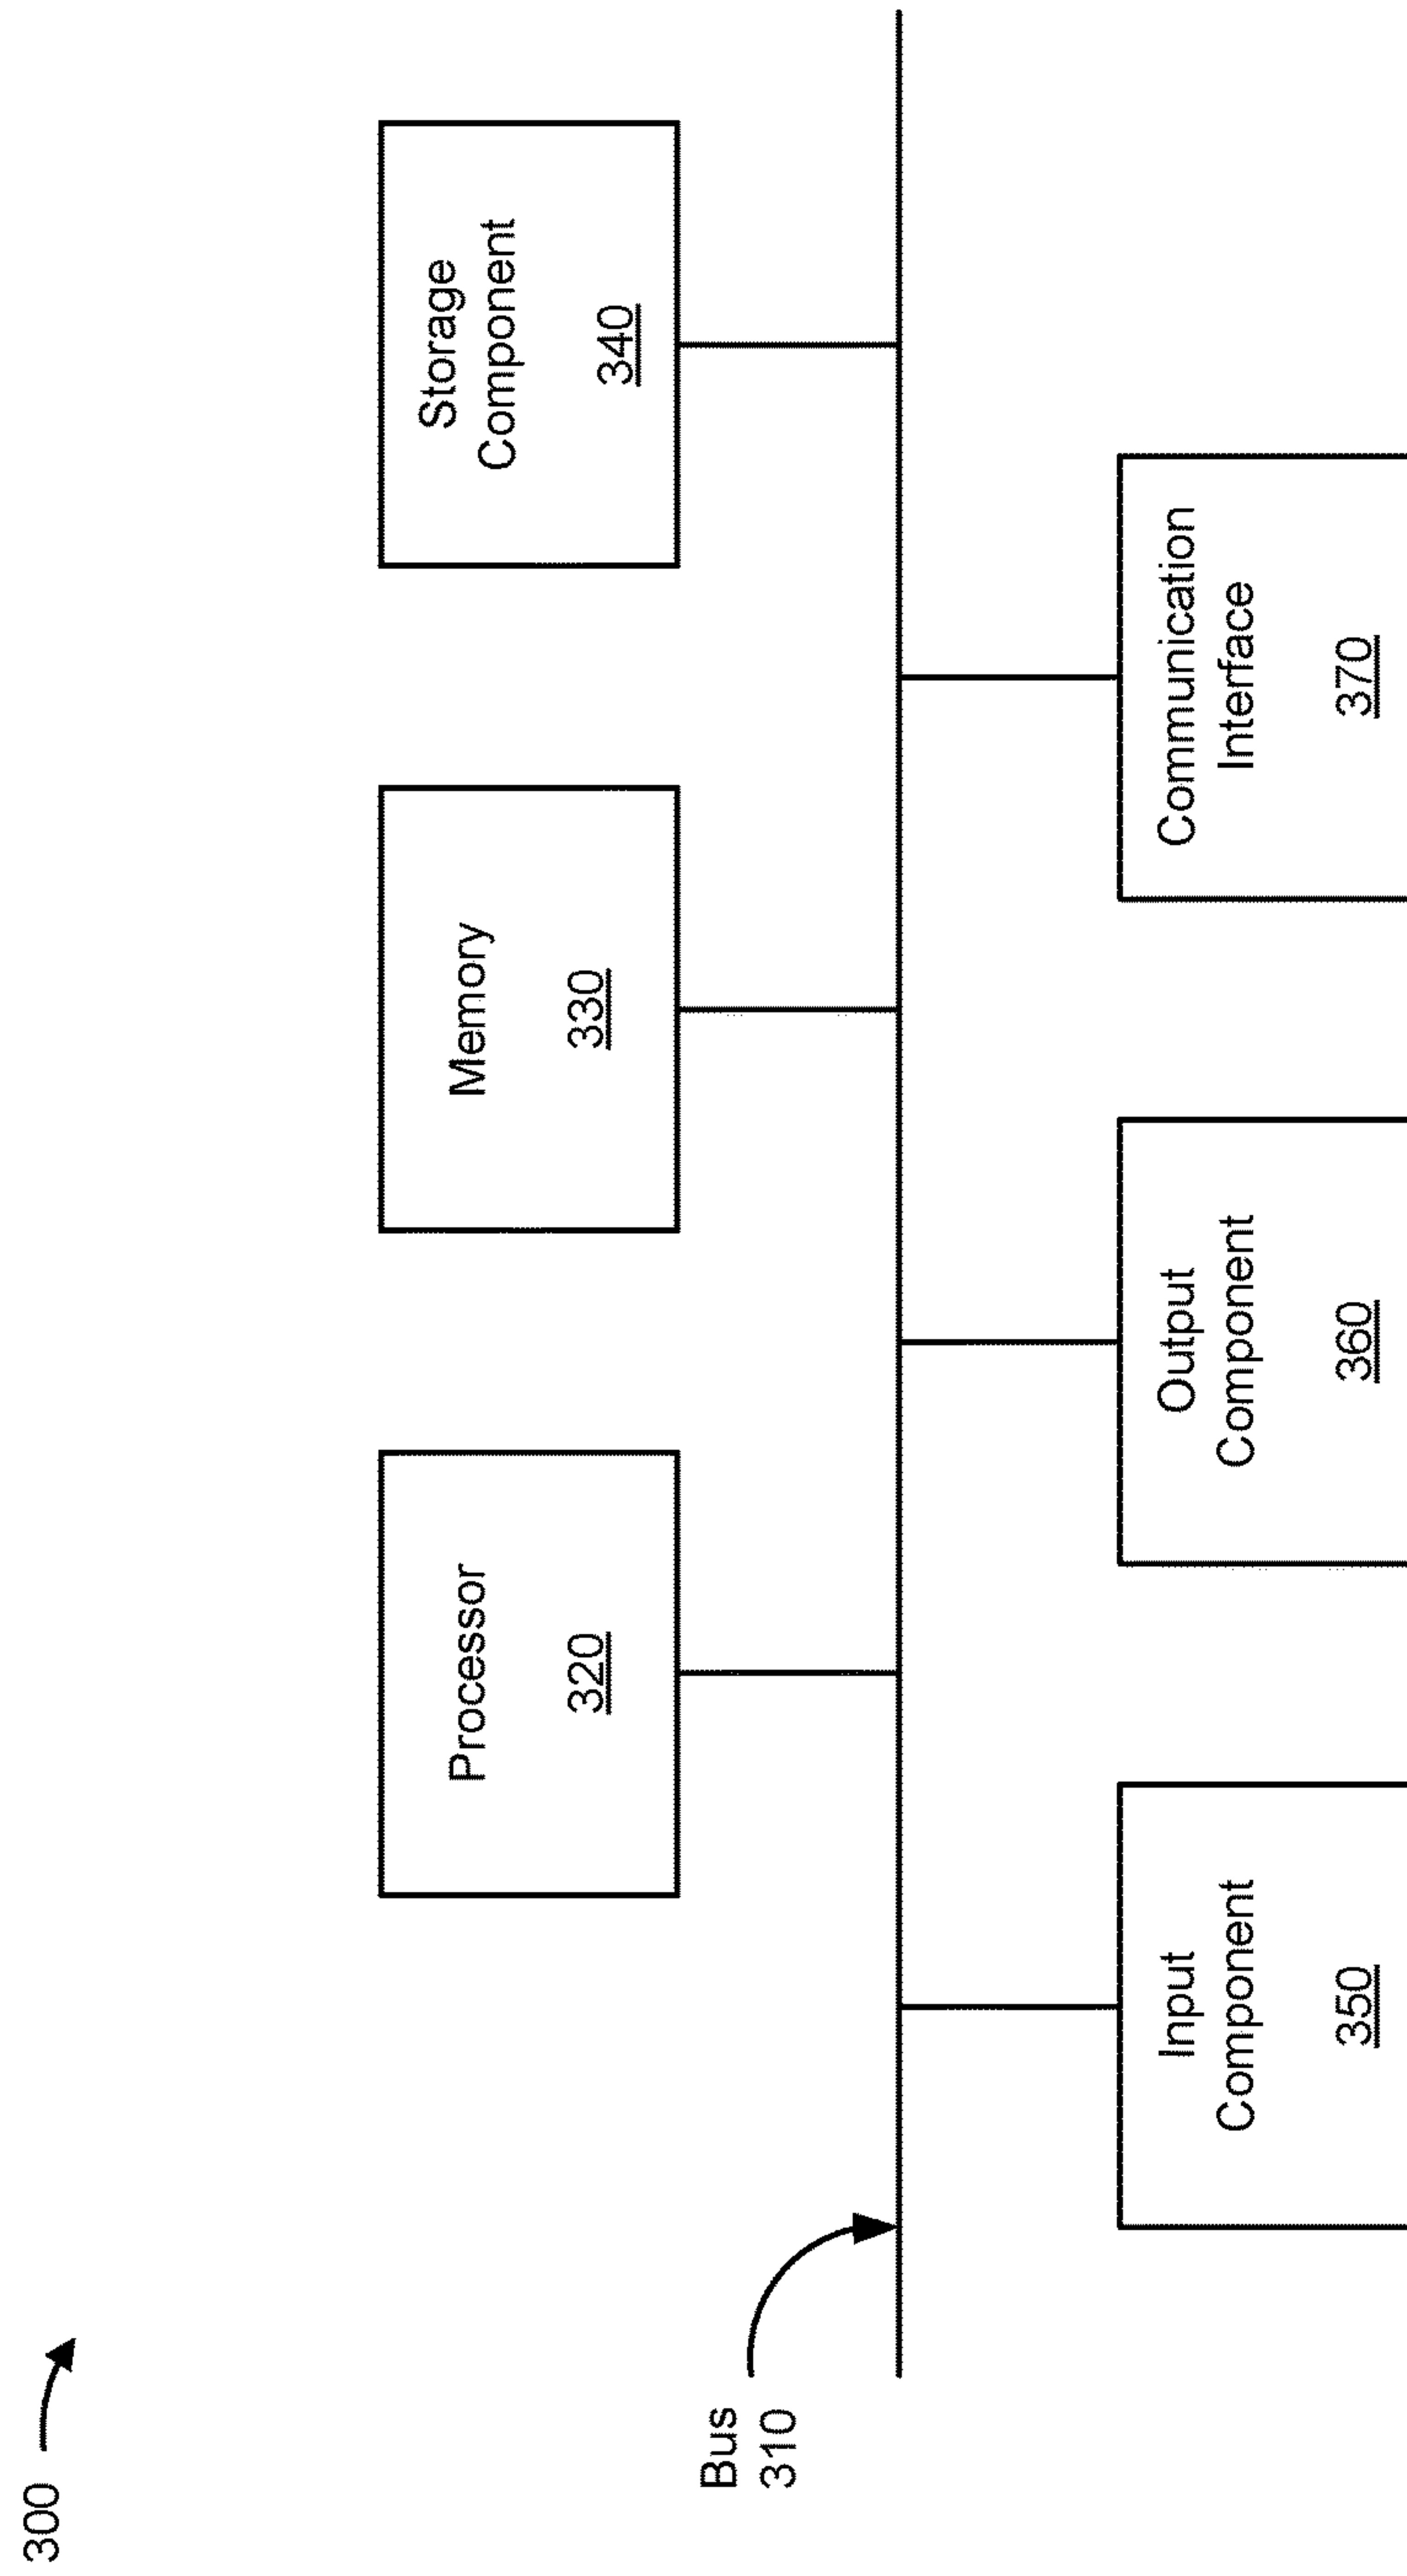 300
Processor
320
Memory
330
Storage
Component
340
Bus
310
Input
Component
350
Output
Component
360
Communication
Interface
370